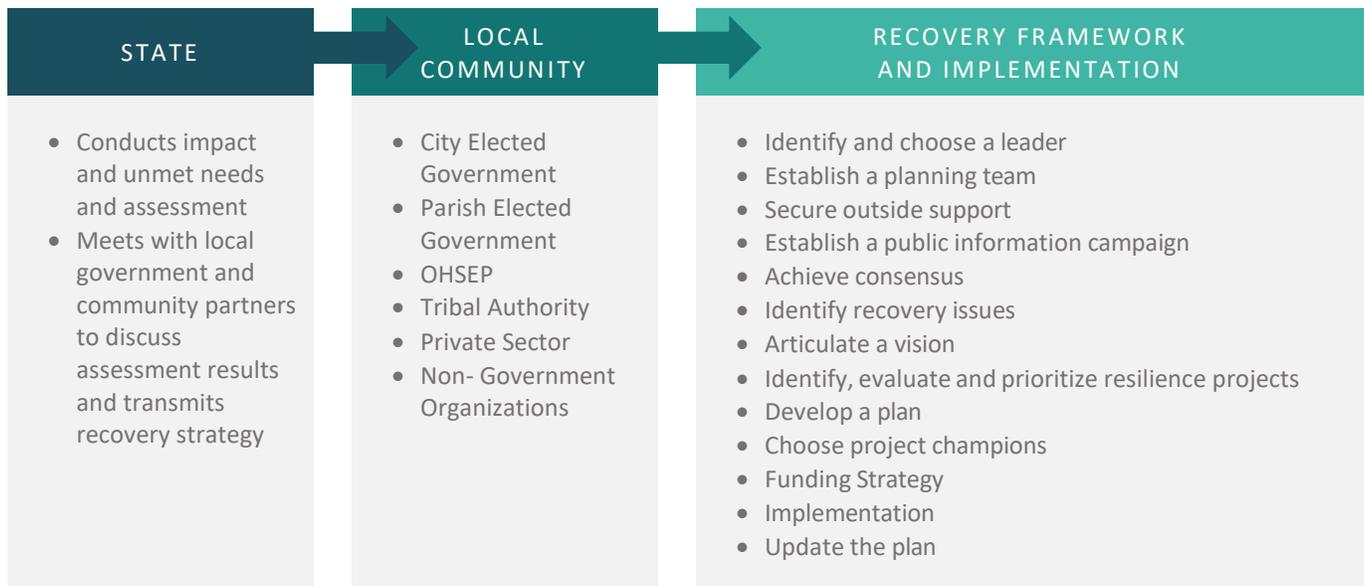 STATE
• Conducts impact
and unmet needs
and assessment
• Meets with local
government and
community partners
to discuss
assessment results
and transmits
recovery strategy
LOCAL
COMMUNITY
• City Elected
Government
• Parish Elected
Government
• OHSEP
• Tribal Authority
• Private Sector
• Non- Government
Organizations
RECOVERY FRAMEWORK
AND IMPLEMENTATION
• Identify and choose a leader
• Establish a planning team
• Secure outside support
• Establish a public information campaign
• Achieve consensus
• Identify recovery issues
• Articulate a vision
• Identify, evaluate and prioritize resilience projects
• Develop a plan
• Choose project champions
• Funding Strategy
• Implementation
• Update the plan